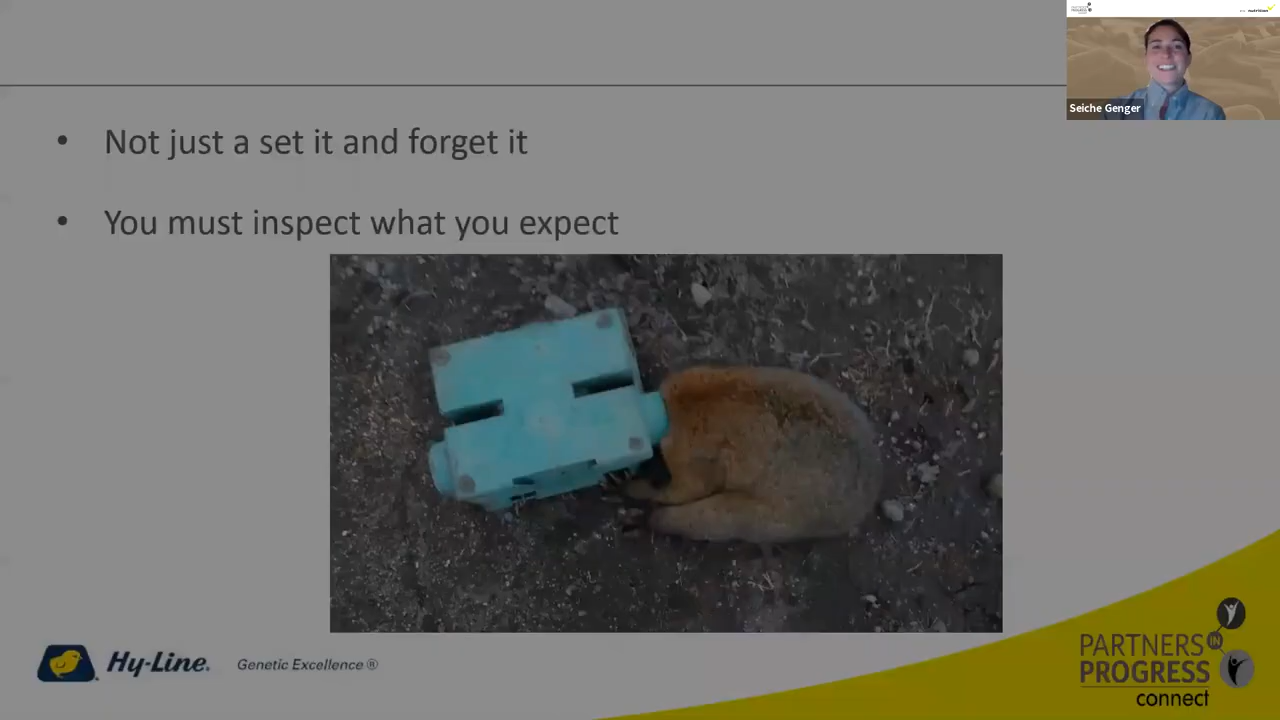 Seiche Genger
• Not just a set it and forget it
• You must inspect what you expect
Hy-Line.
Genetic Excellence ®
PARTNERS IN
PROGRESS
connect